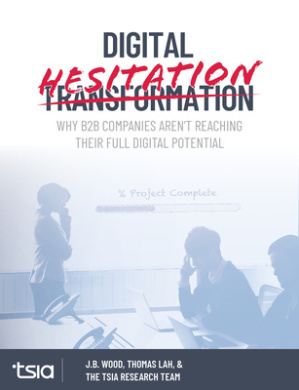 DIGITAL
HESITATION
TRANSFORMATION
WHY B2B COMPANIES AREN'T REACHING
THEIR FULL DIGITAL POTENTIAL
% Project Complete
tsia
J.B. WOOD, THOMAS LAH, &
THE TSIA RESEARCH TEAM